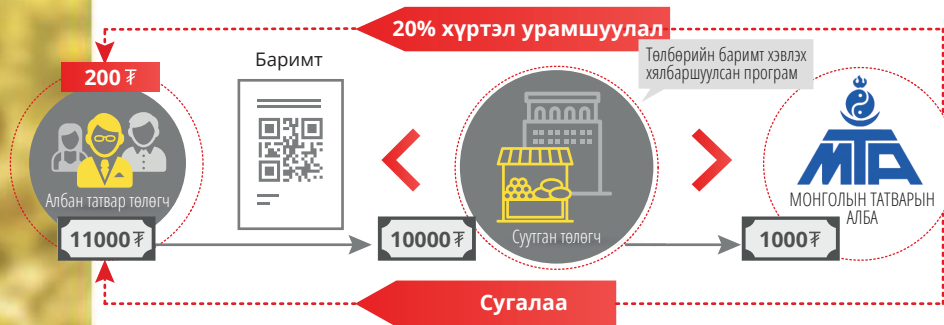 20% хүртэл урамшуулал
Төлбөрийн баримт хэвлэх
хялбаршуулсан програм
Баримт
200 ₮
Албан татвар төлөгч
11000₮
10000₮
Суутган төлөгч
1000₮
МТА
МОНГОЛЫН ТАТВАРЫН
АЛБА
Сугалаа